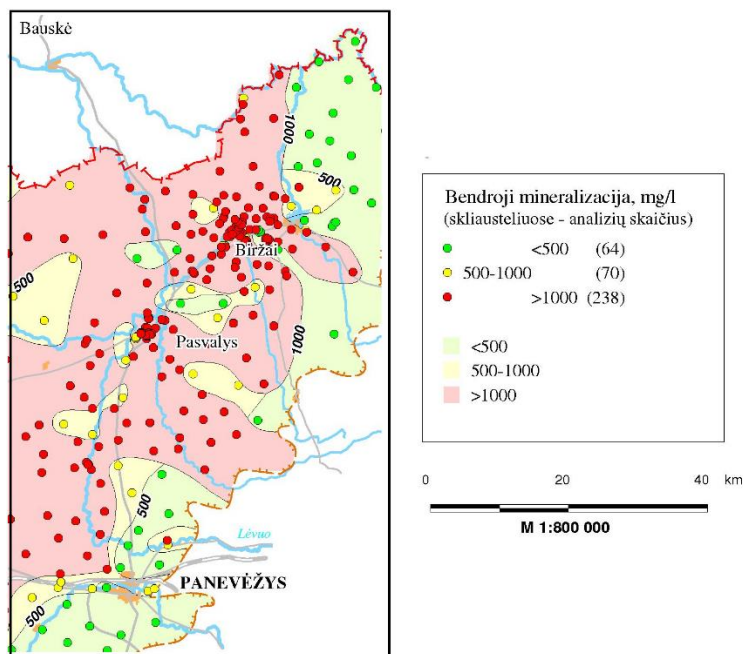 Bauskė
1000
500
Biržai
500
Pasvalys
1000
500
Lėvuo
PANEVĖŽYS
500
Bendroji mineralizacija, mg/l
(skliausteliuose - analizių skaičius)
<500 (64)
500-1000 (70)
>1000 (238)
<500
500-1000
>1000
0 20 40 km
M 1:800 000